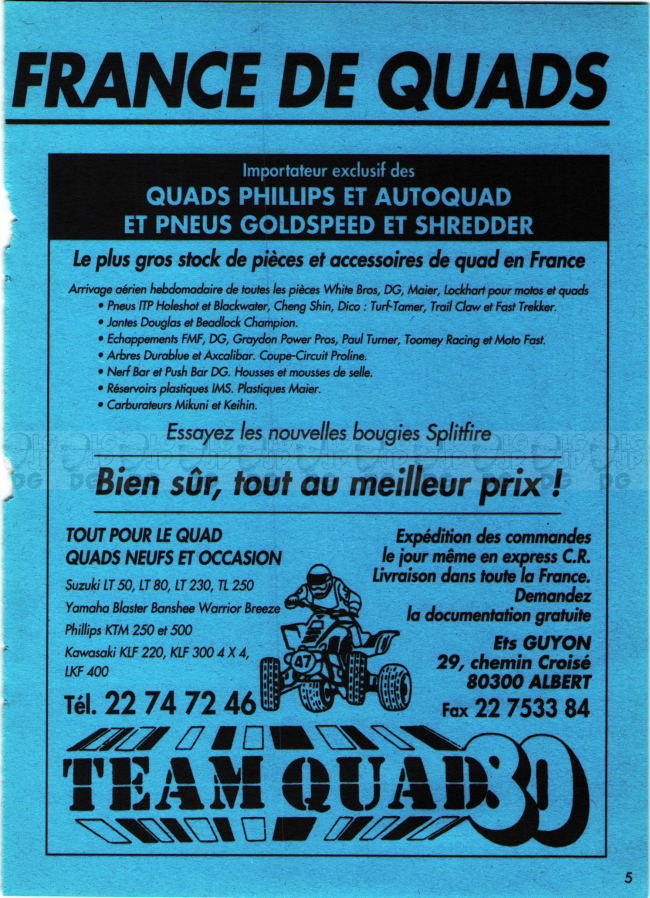 FRANCE DE QUADS
Importateur exclusif des
QUADS PHILLIPS ET AUTOQUAD
ET PNEUS GOLDSPEED ET SHREDDER
Le plus gros stock de pièces et accessoires de quad en France
Arrivage aérien hebdomadaire de toutes les pièces White Bros, DG, Maier, Lockhart pour motos et quads
• Pneus ITP Holeshot et Blackwater, Cheng Shin, Dico : Turf-Tamer, Trail Claw et Fast Trekker.
• Jantes Douglas et Beadlock Champion.
• Echappements FMF, DG, Graydon Power Pros, Paul Turner, Toomey Racing et Moto Fast.
• Arbres Durablue et Axcalibar. Coupe-Circuit Proline.
• Nerf Bar et Push Bar DG. Housses et mousses de selle.
• Réservoirs plastiques IMS. Plastiques Maier.
• Carburateurs Mikuni et Keihin.
Essayez les nouvelles bougies Splitfire
Bien sûr, tout au meilleur prix !
TOUT POUR LE QUAD
QUADS NEUFS ET OCCASION
Suzuki LT 50, LT 80, LT 230, TL 250
Yamaha Blaster Banshee Warrior Breeze
Phillips KTM 250 et 500
Kawasaki KLF 220, KLF 300 4 X 4,
LKF 400
Tél. 22 74 72 46
Expédition des commandes
le jour même en express C.R.
Livraison dans toute la France.
Demandez
la documentation gratuite
Ets GUYON
29, chemin Croisé
80300 ALBERT
Fax 22 7533 84
47
TEAM QUAD 80
5